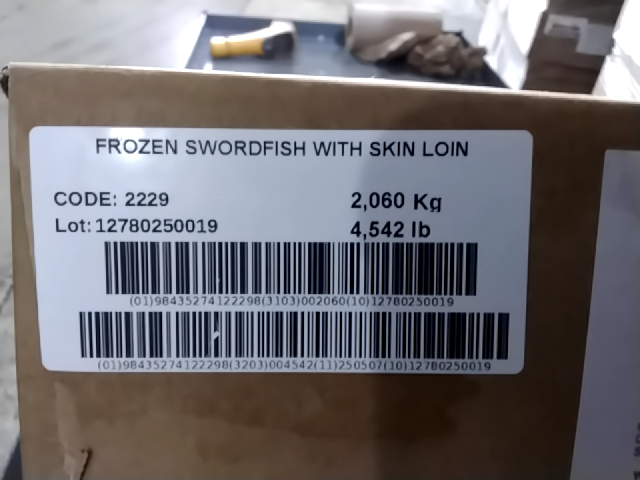 FROZEN SWORDFISH WITH SKIN LOIN
CODE: 2229
2,060 Kg
Lot: 12780250019
4,542 lb
(01)98435274122298(3103)002060(10)12780250019
(01)98435274122298(3203)004542(11)250507(10)12780250019